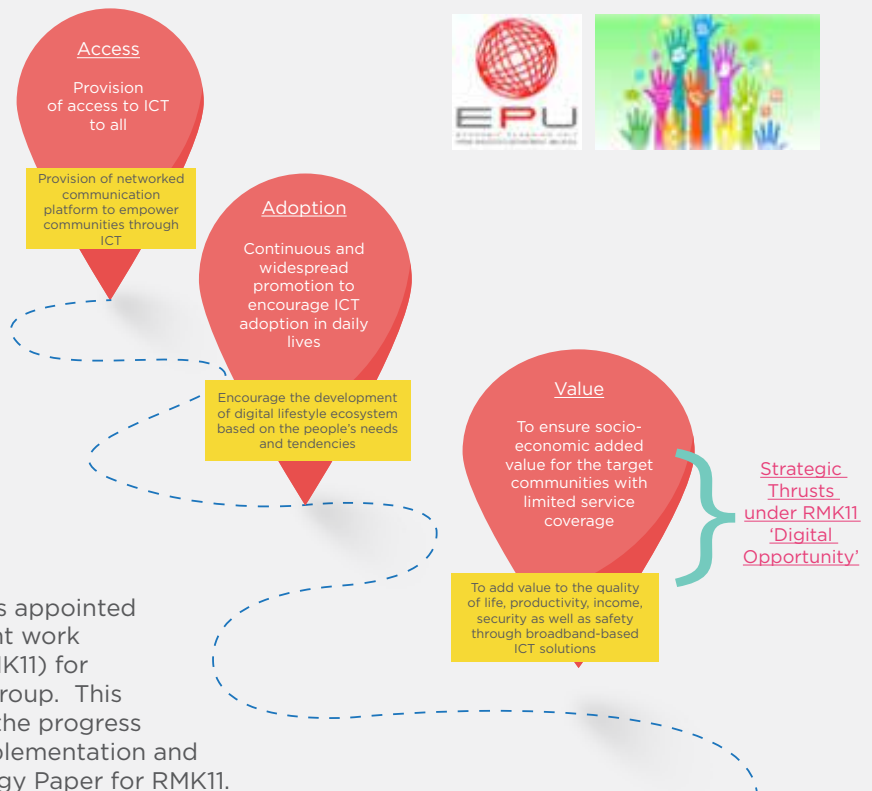 Access
Provision
of access to ICT
to all
Provision of networked
communication
platform to empower
communities through
ICT
EPU
Adoption
Continuous and
widespread
promotion to
encourage ICT
adoption in daily
lives
Encourage the development
of digital lifestyle ecosystem
based on the people's needs
and tendencies
Value
To ensure socio-
economic added
value for the target
communities with
limited service
coverage
To add value to the quality
of life, productivity, income,
security as well as safety
through broadband-based
ICT solutions
Strategic
Thrusts
under RMK11
‘Digital
Opportunity’
s appointed
nt work
MK11) for
group. This
the progress
plementation and
gy Paper for RMK11.